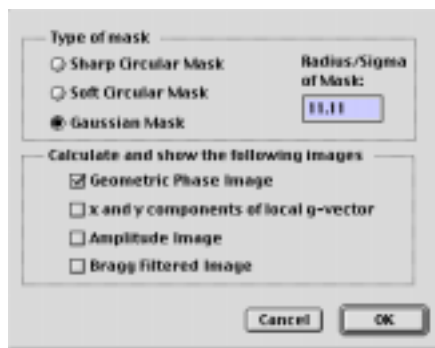 Type of mask
Sharp Circular Mask
Soft Circular Mask
Gaussian Mask
Radius/Sigma
of Mask:
11.11
Calculate and show the following images
Geometric Phase Image
x and y components of local g-vector
Amplitude Image
Bragg Filtered Image
Cancel
OK